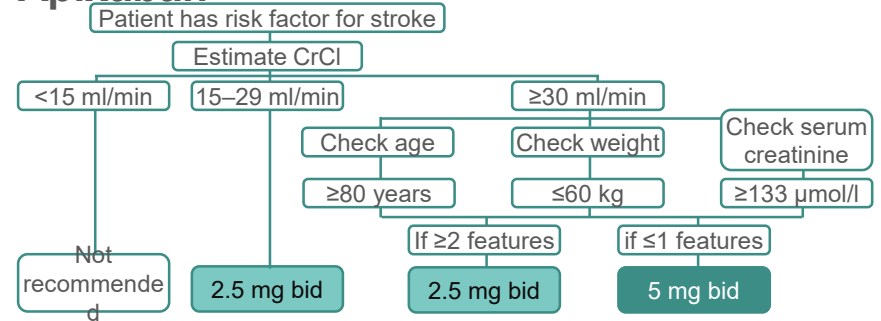 Patient has risk factor for stroke
Estimate CrCl
<15 ml/min
15–29 ml/min
≥30 ml/min
Check age
Check weight
Check serum
creatinine
≥80 years
≤60 kg
≥133 μmol/l
If ≥2 features
if ≤1 features
Not
recommende
d
2.5 mg bid
2.5 mg bid
5 mg bid